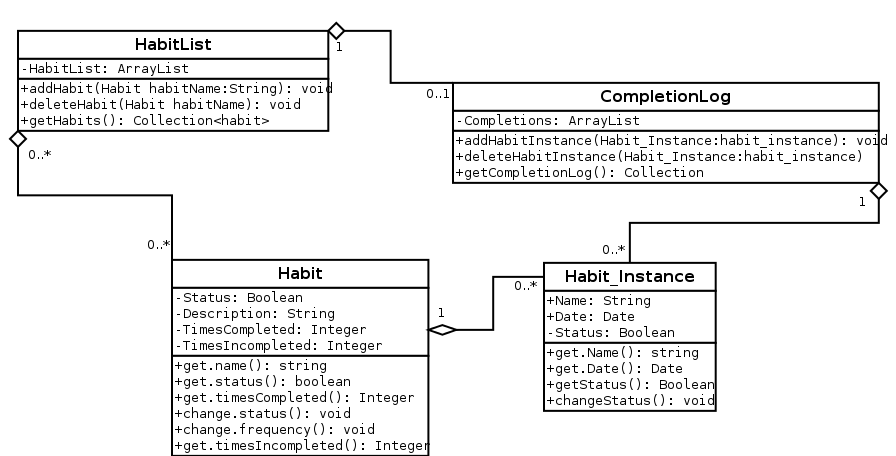 HabitList
-HabitList: ArrayList
+addHabit(Habit habitName:String): void
+deleteHabit(Habit habitName): void
+getHabits(): Collection<habit>
1
0..1
0..*
CompletionLog
-Completions: ArrayList
+addHabitInstance(Habit_Instance:habit_instance): void
+deleteHabitInstance(Habit_Instance:habit_instance)
+getCompletionLog(): Collection
1
0..*
0..*
Habit
-Status: Boolean
-Description: String
-TimesCompleted: Integer
-TimesIncompleted: Integer
+get.name(): string
+get.status(): boolean
+get.timesCompleted(): Integer
+change.status(): void
+change.frequency(): void
+get.timesIncompleted(): Integer
1
0..*
Habit_Instance
+Name: String
+Date: Date
-Status: Boolean
+get.Name(): string
+get.Date(): Date
+getStatus(): Boolean
+changeStatus(): void